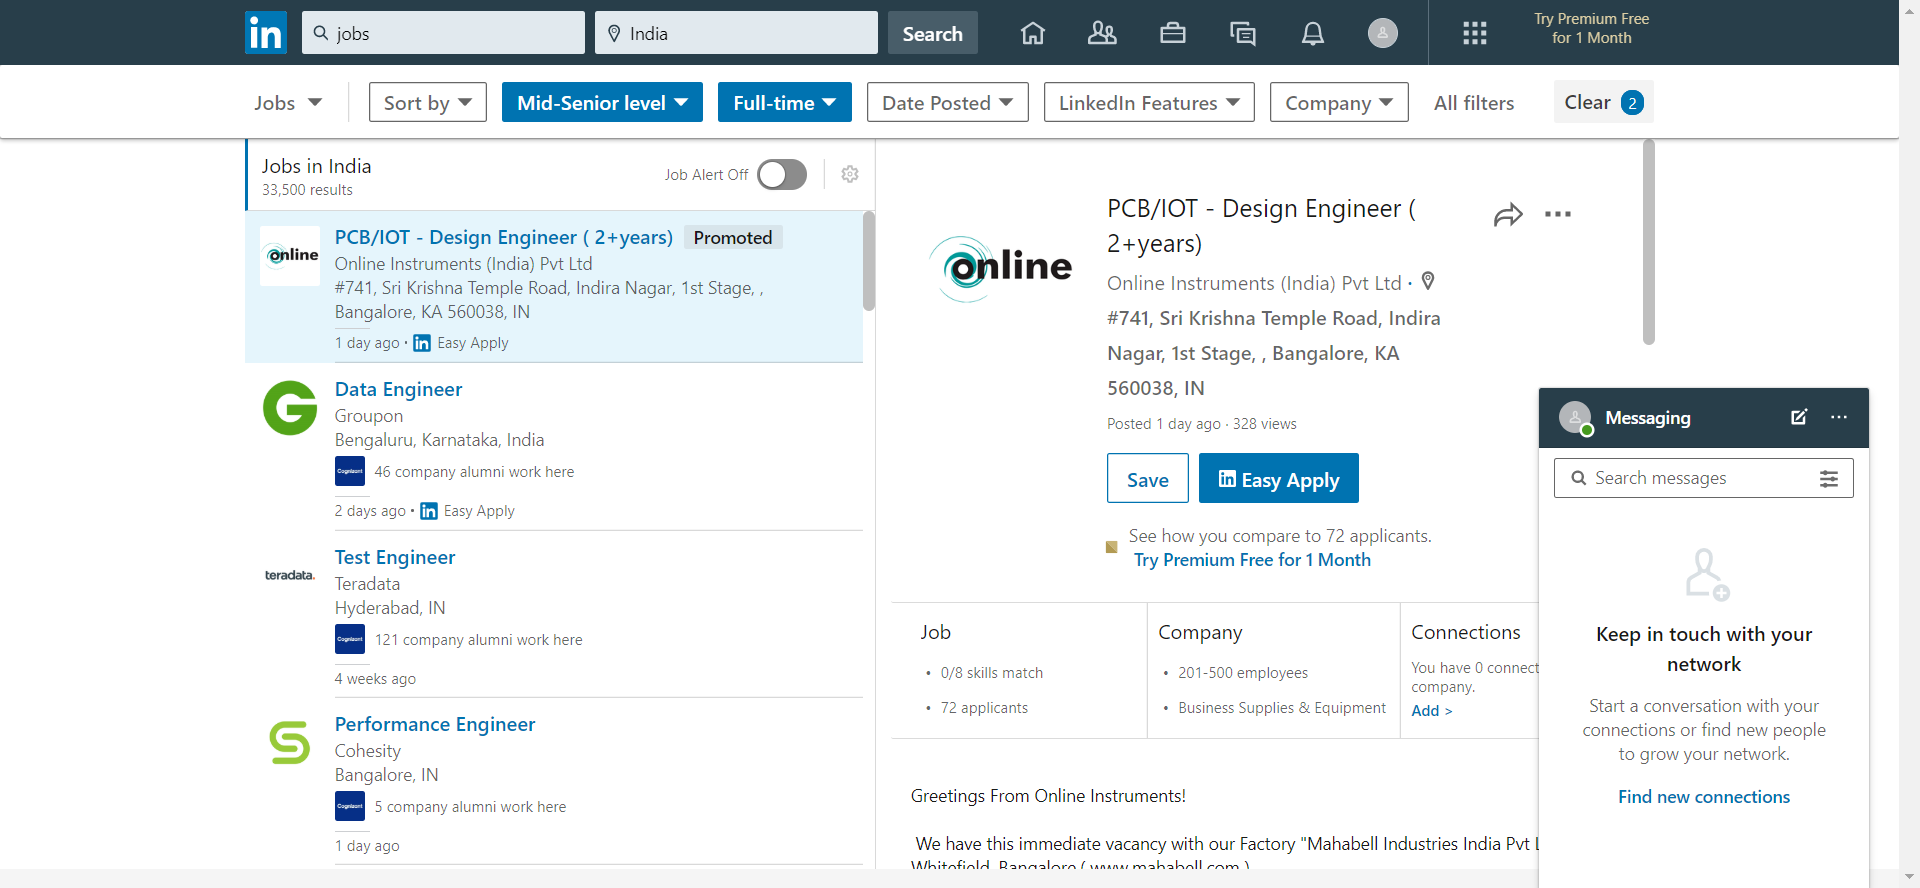 in jobs India Search Try Premium Free
for 1 Month
Jobs Sort by Mid-Senior level Full-time Date Posted LinkedIn Features Company All filters Clear 2
Jobs in India
33,500 results
Job Alert Off
online
PCB/IOT - Design Engineer ( 2+years) Promoted
Online Instruments (India) Pvt Ltd
#741, Sri Krishna Temple Road, Indira Nagar, 1st Stage, ,
Bangalore, KA 560038, IN
1 day ago · in Easy Apply
G
Data Engineer
Groupon
Bengaluru, Karnataka, India
Cognizant 46 company alumni work here
2 days ago · in Easy Apply
teradata.
Test Engineer
Teradata
Hyderabad, IN
Cognizant 121 company alumni work here
4 weeks ago
Performance Engineer
Cohesity
Bangalore, IN
Cognizant 5 company alumni work here
1 day ago
online
PCB/IOT - Design Engineer (
2+years)
Online Instruments (India) Pvt Ltd ·
#741, Sri Krishna Temple Road, Indira
Nagar, 1st Stage, , Bangalore, KA
560038, IN
Posted 1 day ago · 328 views
Save in Easy Apply
See how you compare to 72 applicants.
Try Premium Free for 1 Month
Job
• 0/8 skills match
• 72 applicants
Company
• 201-500 employees
• Business Supplies & Equipment
Connections
You have 0 connect
company.
Add >
Greetings From Online Instruments!
We have this immediate vacancy with our Factory "Mahabell Industries India Pvt L
Whitefield, Bangalore ( www.mahabell.com )
Messaging ...
Search messages
Keep in touch with your
network
Start a conversation with your
connections or find new people
to grow your network.
Find new connections